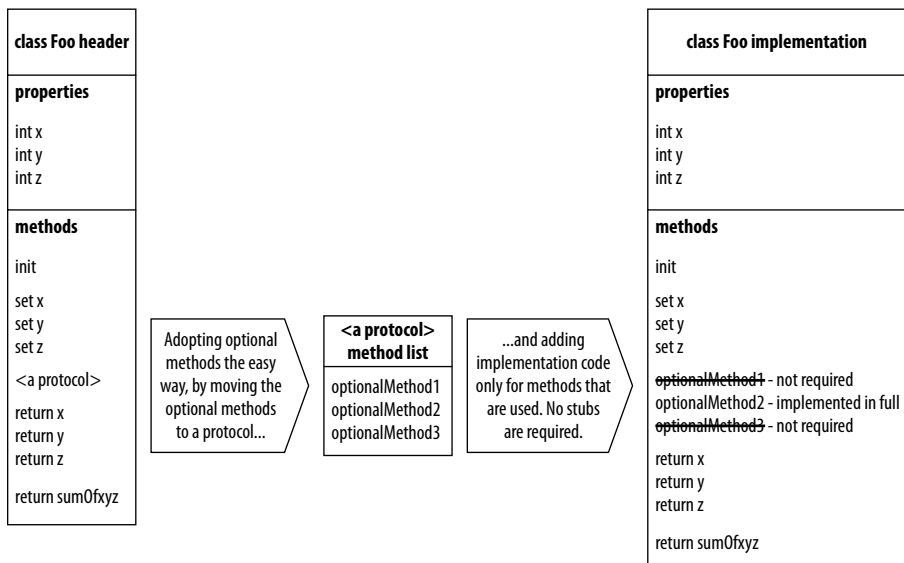 class Foo header
properties
int x
int y
int z
methods
init
set x
set y
set z
<a protocol>
return x
return y
return z
return sumOfxyz
Adopting optional
methods the easy
way, by moving the
optional methods
to a protocol...
<a protocol>
method list
optionalMethod1
optionalMethod2
optionalMethod3
...and adding
implementation code
only for methods that
are used. No stubs
are required.
class Foo implementation
properties
int x
int y
int z
methods
init
set x
set y
set z
optionalMethod1 - not required
optionalMethod2 - implemented in full
optionalMethod3 - not required
return x
return y
return z
return sumOfxyz